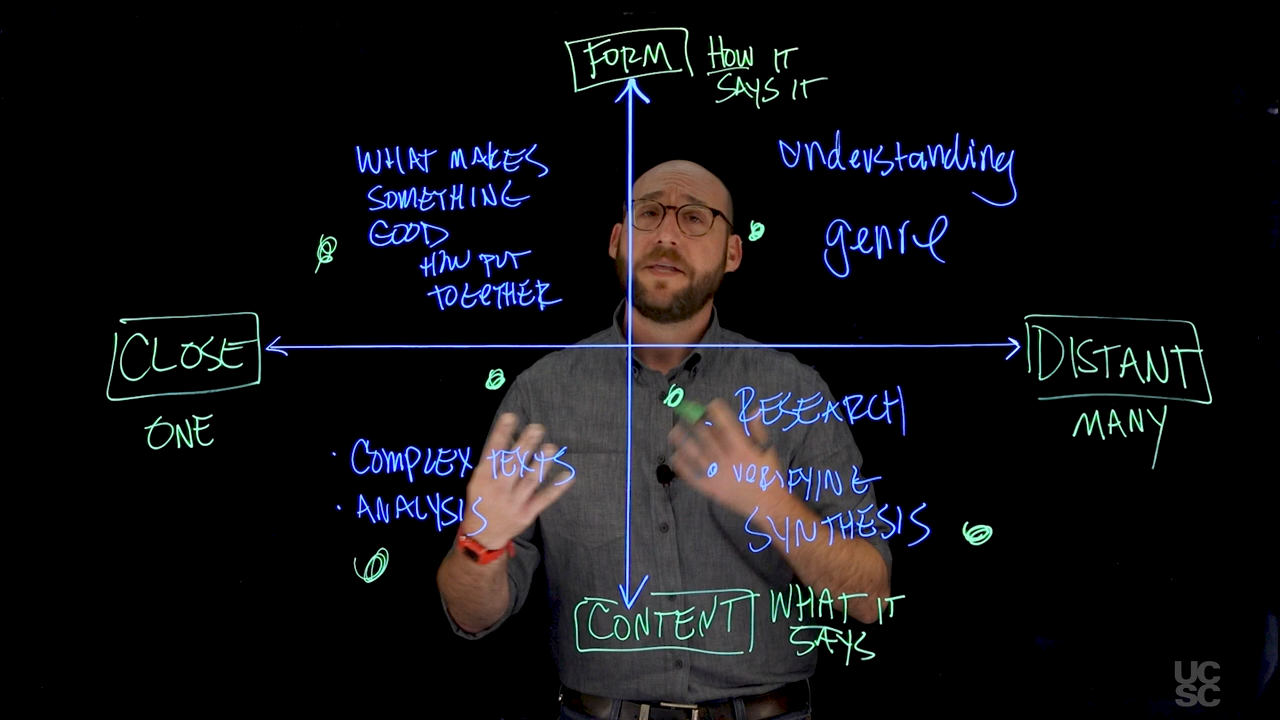 FORM
HOW IT
SAYS IT
WHAT MAKES
SOMETHING
GOOD
HOW PUT
TOGETHER
understanding
genre
CLOSE
ONE
DISTANT
MANY
· COMPLEX TEXTS
· ANALYSIS
· RESEARCH
· VERIFYING
SYNTHESIS
CONTENT
WHAT IT
SAYS
UC
SC